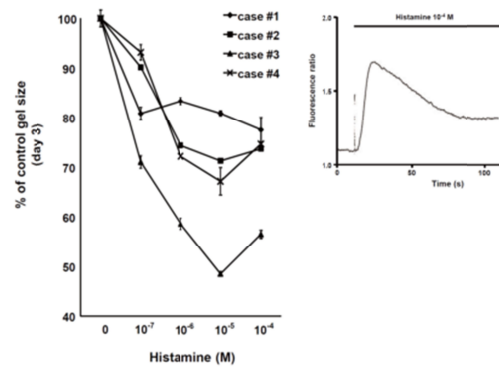 % of control gel size
(day 3)
100
90
80
70
60
50
40
0
10⁻⁷
10⁻⁶
10⁻⁵
10⁻⁴
Histamine (M)
case #1
case #2
case #3
case #4
Fluorescence ratio
2.0
1.0
Histamine 10⁻⁴ M
0
50
100
Time (s)